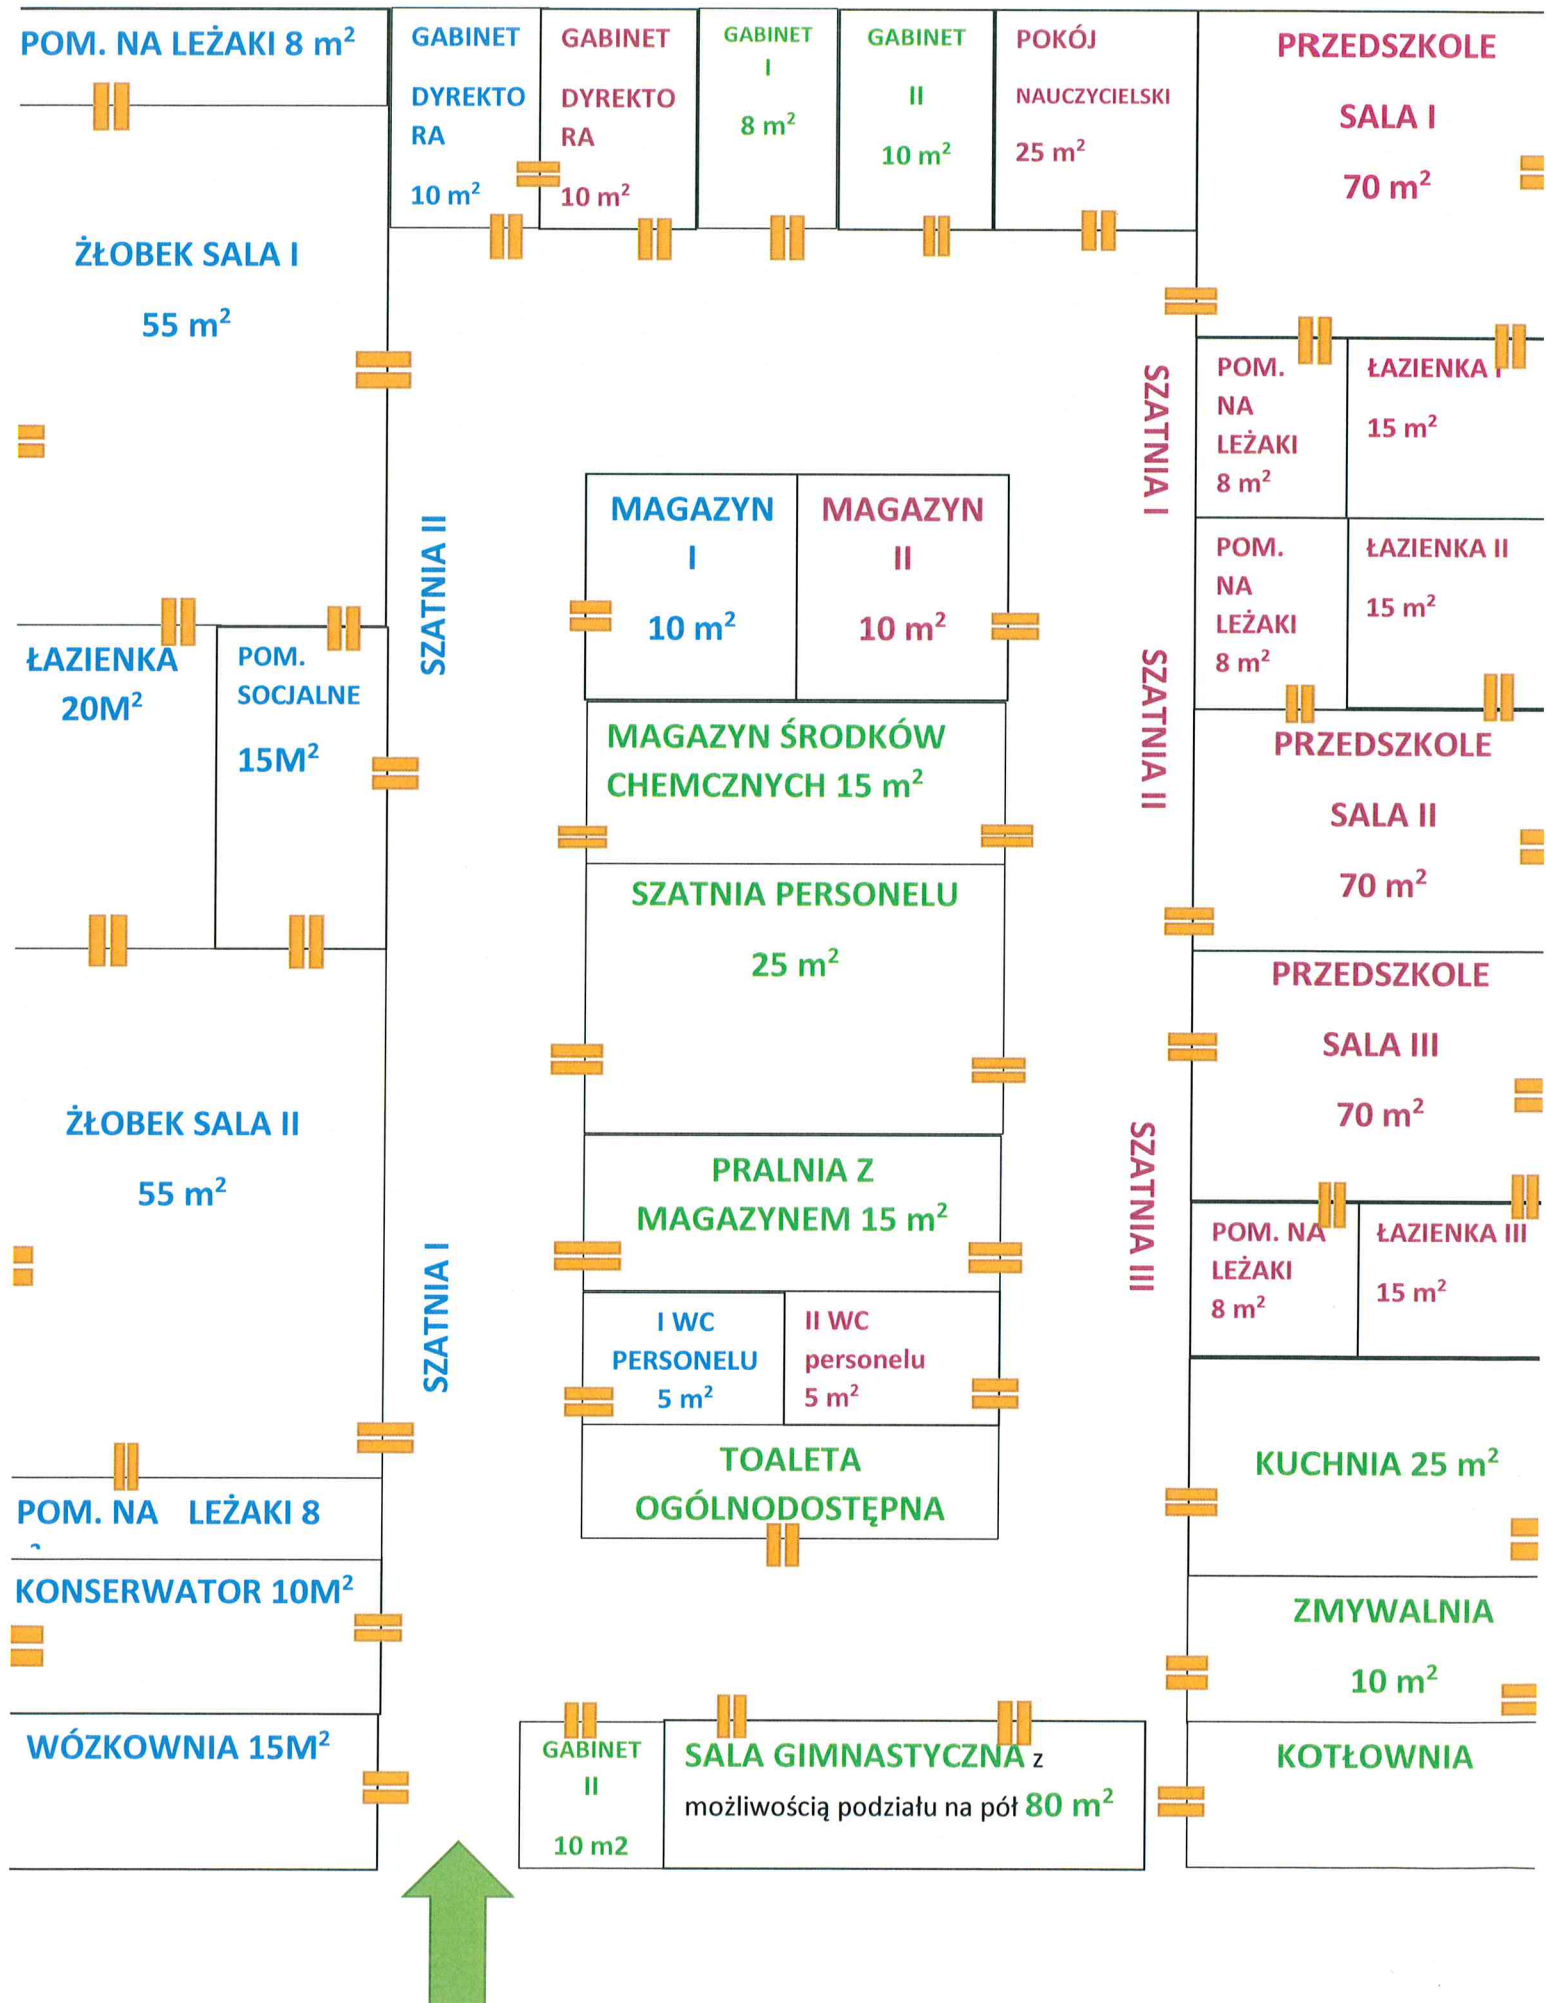 POM. NA LEŻAKI 8 m²
ŻŁOBEK SALA I
55 m²
GABINET
DYREKTO
RA
10 m²
GABINET
DYREKTO
RA
10 m²
GABINET
I
8 m²
GABINET
II
10 m²
POKÓJ
NAUCZYCIELSKI
25 m²
PRZEDSZKOLE
SALA I
70 m²
SZATNIA I
POM.
NA
LEŻAKI
8 m²
ŁAZIENKA I
15 m²
POM.
NA
LEŻAKI
8 m²
ŁAZIENKA II
15 m²
SZATNIA II
MAGAZYN
I
10 m²
MAGAZYN
II
10 m²
SZATNIA II
ŁAZIENKA
20M²
POM.
SOCJALNE
15M²
MAGAZYN ŚRODKÓW
CHEMCZNYCH 15 m²
PRZEDSZKOLE
SALA II
70 m²
SZATNIA PERSONELU
25 m²
PRZEDSZKOLE
SALA III
70 m²
ŻŁOBEK SALA II
55 m²
SZATNIA I
PRALNIA Z
MAGAZYNEM 15 m²
SZATNIA III
POM. NA
LEŻAKI
8 m²
ŁAZIENKA III
15 m²
I WC
PERSONELU
5 m²
II WC
personelu
5 m²
TOALETA
OGÓLNODOSTĘPNA
KUCHNIA 25 m²
POM. NA LEŻAKI 8
KONSERWATOR 10M²
ZMYWALNIA
10 m²
WÓZKOWNIA 15M²
GABINET
II
10 m2
SALA GIMNASTYCZNA z
możliwością podziału na pół 80 m²
KOTŁOWNIA